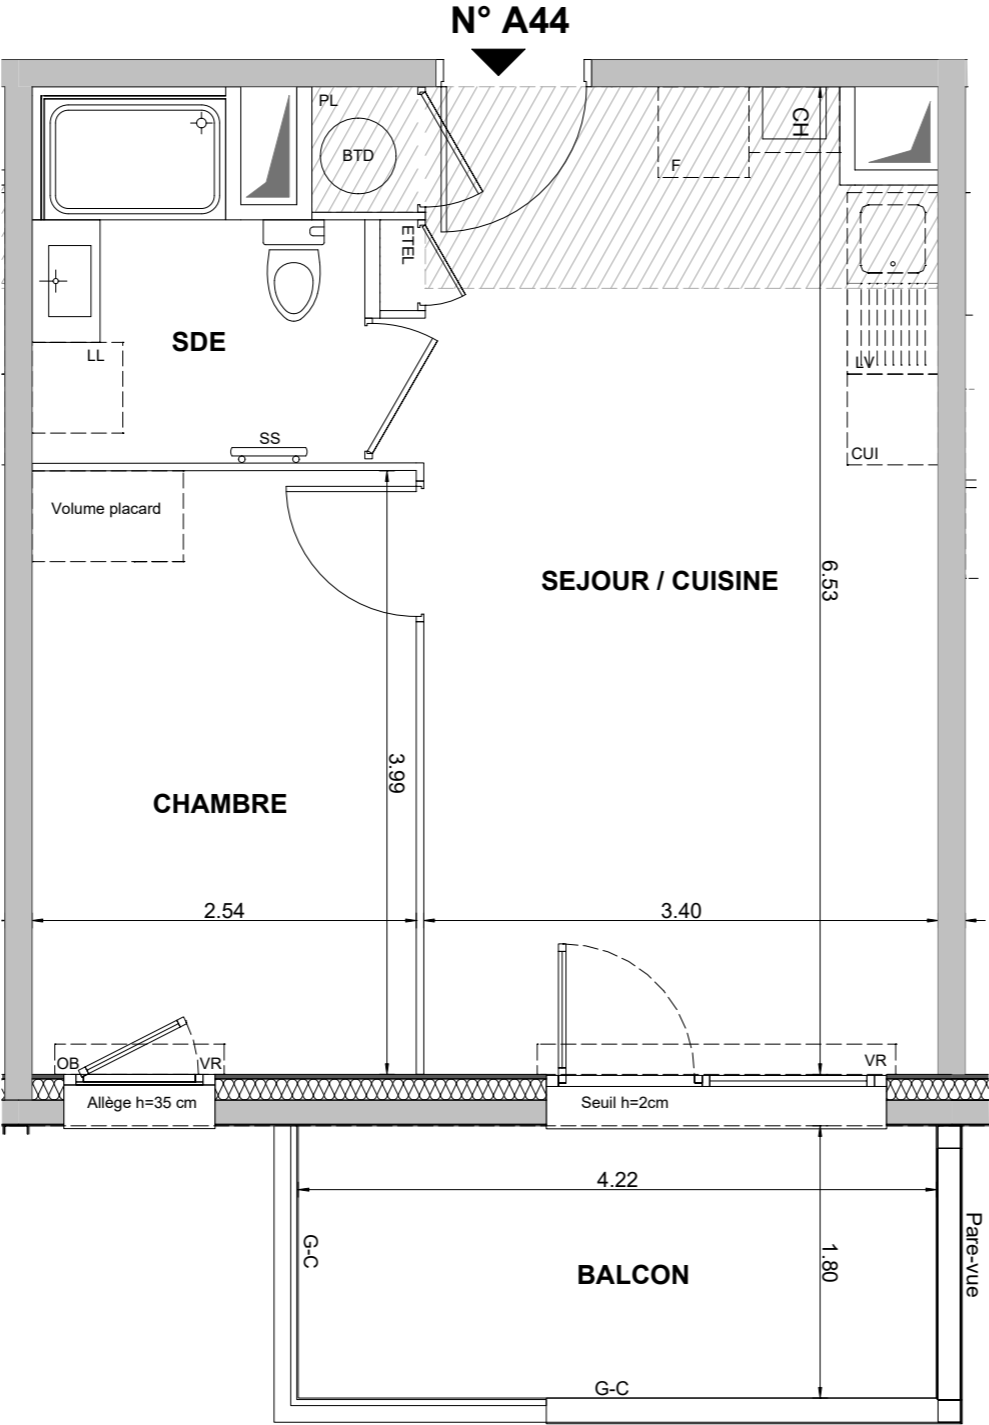 N° A44
PL
BTD
F
CH
ETEL
SDE
LL
LV
SS
CUI
Volume placard
SEJOUR / CUISINE
6.53
3.99
CHAMBRE
2.54
3.40
OB
VR
VR
Allège h=35 cm
Seuil h=2cm
4.22
G-C
1.80
BALCON
Pare-vue
G-C